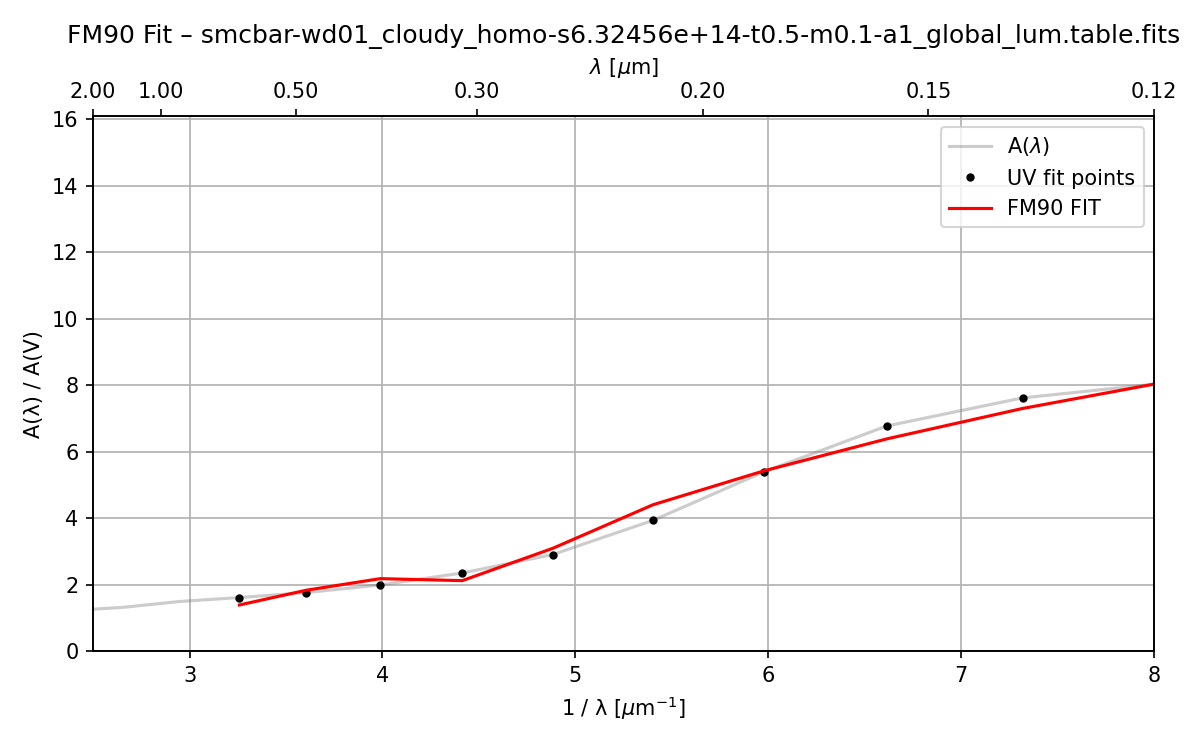 FM90 Fit – smcbar-wd01_cloudy_homo-s6.32456e+14-t0.5-m0.1-a1_global_lum.table.fits
λ [μm]
2.00 1.00 0.50 0.30 0.20 0.15 0.12
A(λ)
UV fit points
FM90 FIT
A(λ) / A(V)
16
14
12
10
8
6
4
2
0
3 4 5 6 7 8
1 / λ [μm⁻¹]